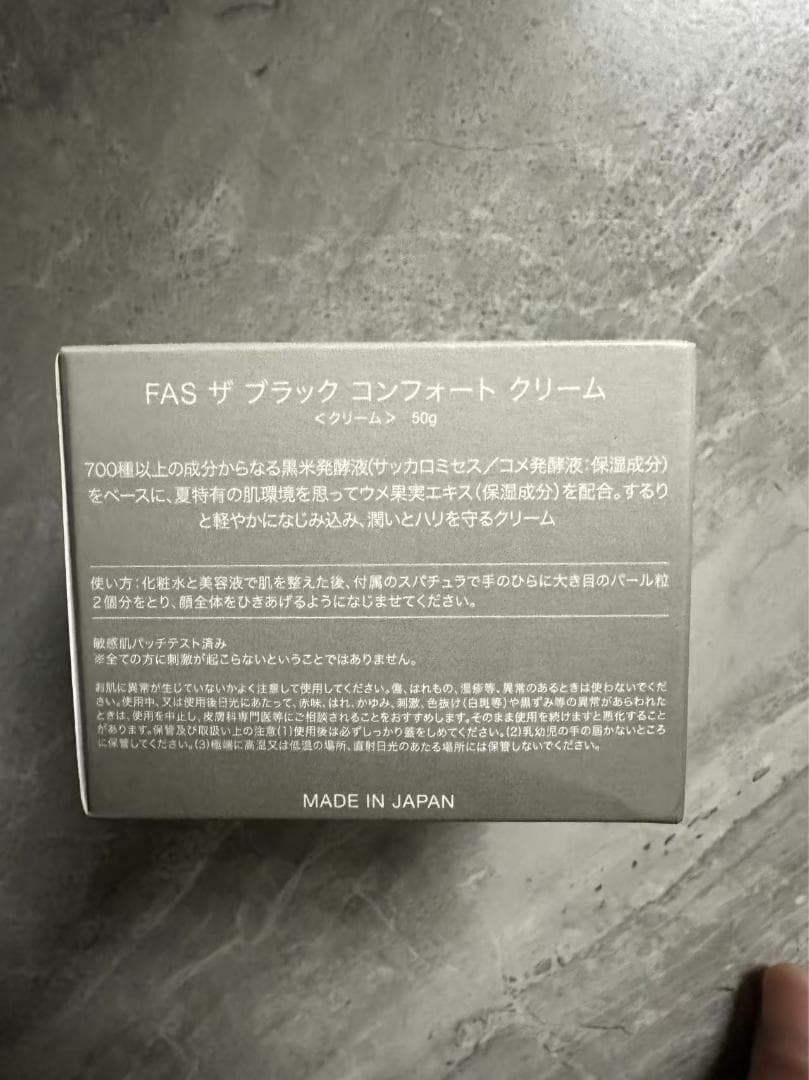 FAS ザ ブラック コンフォート クリーム
＜クリーム＞ 50g
700種以上の成分からなる黒米発酵液(サッカロミセス／コメ発酵液：保湿成分)
をベースに、夏特有の肌環境を思ってウメ果実エキス(保湿成分)を配合。するり
と軽やかになじみ込み、潤いとハリを守るクリーム
使い方：化粧水と美容液で肌を整えた後、付属のスパチュラで手のひらに大き目のパール粒
2個分をとり、顔全体をひきあげるようになじませてください。
敏感肌パッチテスト済み
※全ての方に刺激が起こらないということではありません。
お肌に異常が生じていないかよく注意して使用してください。傷、はれもの、湿疹等、異常のあるときは使わないでくだ
さい。使用中、又は使用後日光にあたって、赤味、はれ、かゆみ、刺激、色抜け(白斑等)や黒ずみ等の異常があらわれた
ときは、使用を中止し、皮膚科専門医等にご相談されることをおすすめします。そのまま使用を続けますと悪化すること
があります。保管及び取扱い上の注意(1)使用後は必ずしっかり蓋をしめてください。(2)乳幼児の手の届かないところ
に保管してください。(3)極端に高温又は低温の場所、直射日光のあたる場所には保管しないでください。
MADE IN JAPAN